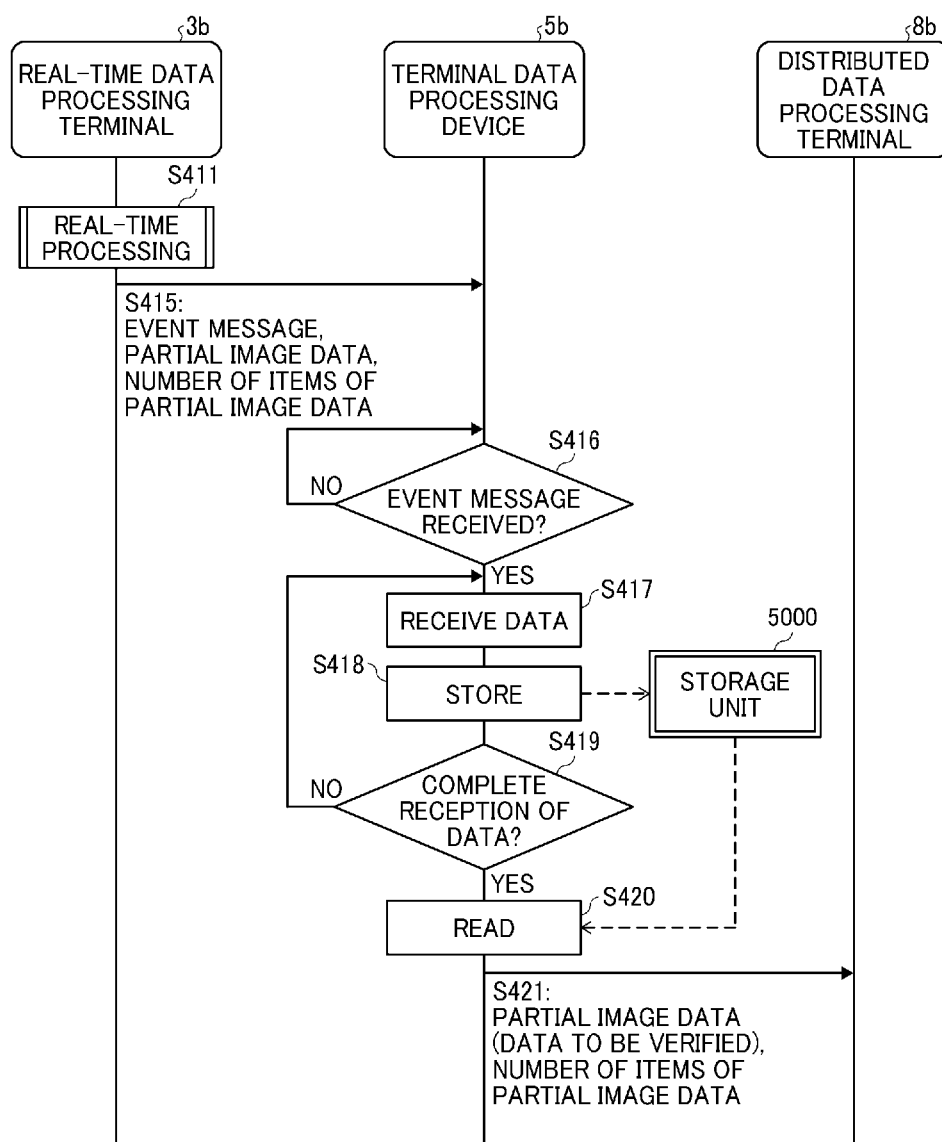 3b
5b
8b
REAL-TIME DATA
PROCESSING
TERMINAL
TERMINAL DATA
PROCESSING
DEVICE
DISTRIBUTED
DATA
PROCESSING
TERMINAL
S411
REAL-TIME
PROCESSING
S415:
EVENT MESSAGE,
PARTIAL IMAGE DATA,
NUMBER OF ITEMS OF
PARTIAL IMAGE DATA
S416
NO
EVENT MESSAGE
RECEIVED?
YES
S417
RECEIVE DATA
S418
STORE
5000
STORAGE
UNIT
S419
NO
COMPLETE
RECEPTION OF
DATA?
YES
S420
READ
S421:
PARTIAL IMAGE DATA
(DATA TO BE VERIFIED),
NUMBER OF ITEMS OF
PARTIAL IMAGE DATA